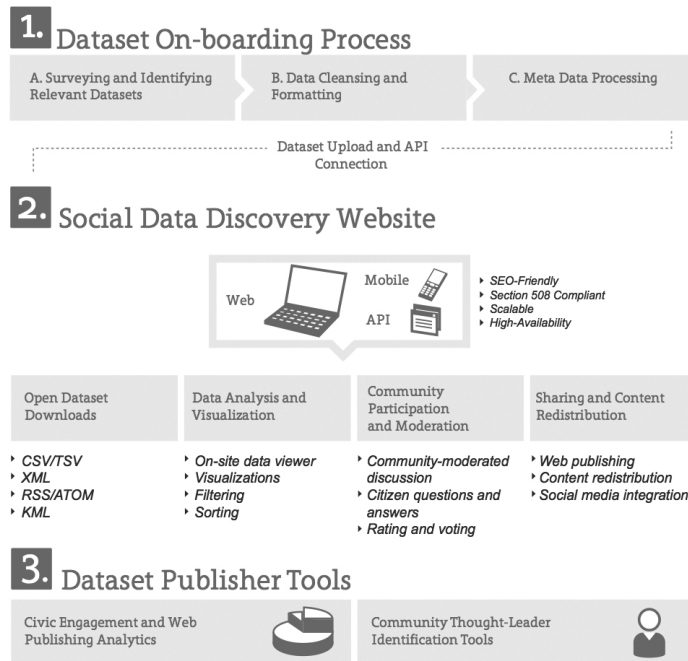 1. Dataset On-boarding Process
A. Surveying and Identifying
Relevant Datasets
B. Data Cleansing and
Formatting
C. Meta Data Processing
Dataset Upload and API
Connection
2. Social Data Discovery Website
Web
Mobile
API
SEO-Friendly
Section 508 Compliant
Scalable
High-Availability
Open Dataset
Downloads
CSV/TSV
XML
RSS/ATOM
KML
Data Analysis and
Visualization
On-site data viewer
Visualizations
Filtering
Sorting
Community
Participation
and Moderation
Community-moderated
discussion
Citizen questions and
answers
Rating and voting
Sharing and Content
Redistribution
Web publishing
Content redistribution
Social media integration
3. Dataset Publisher Tools
Civic Engagement and Web
Publishing Analytics
Community Thought-Leader
Identification Tools